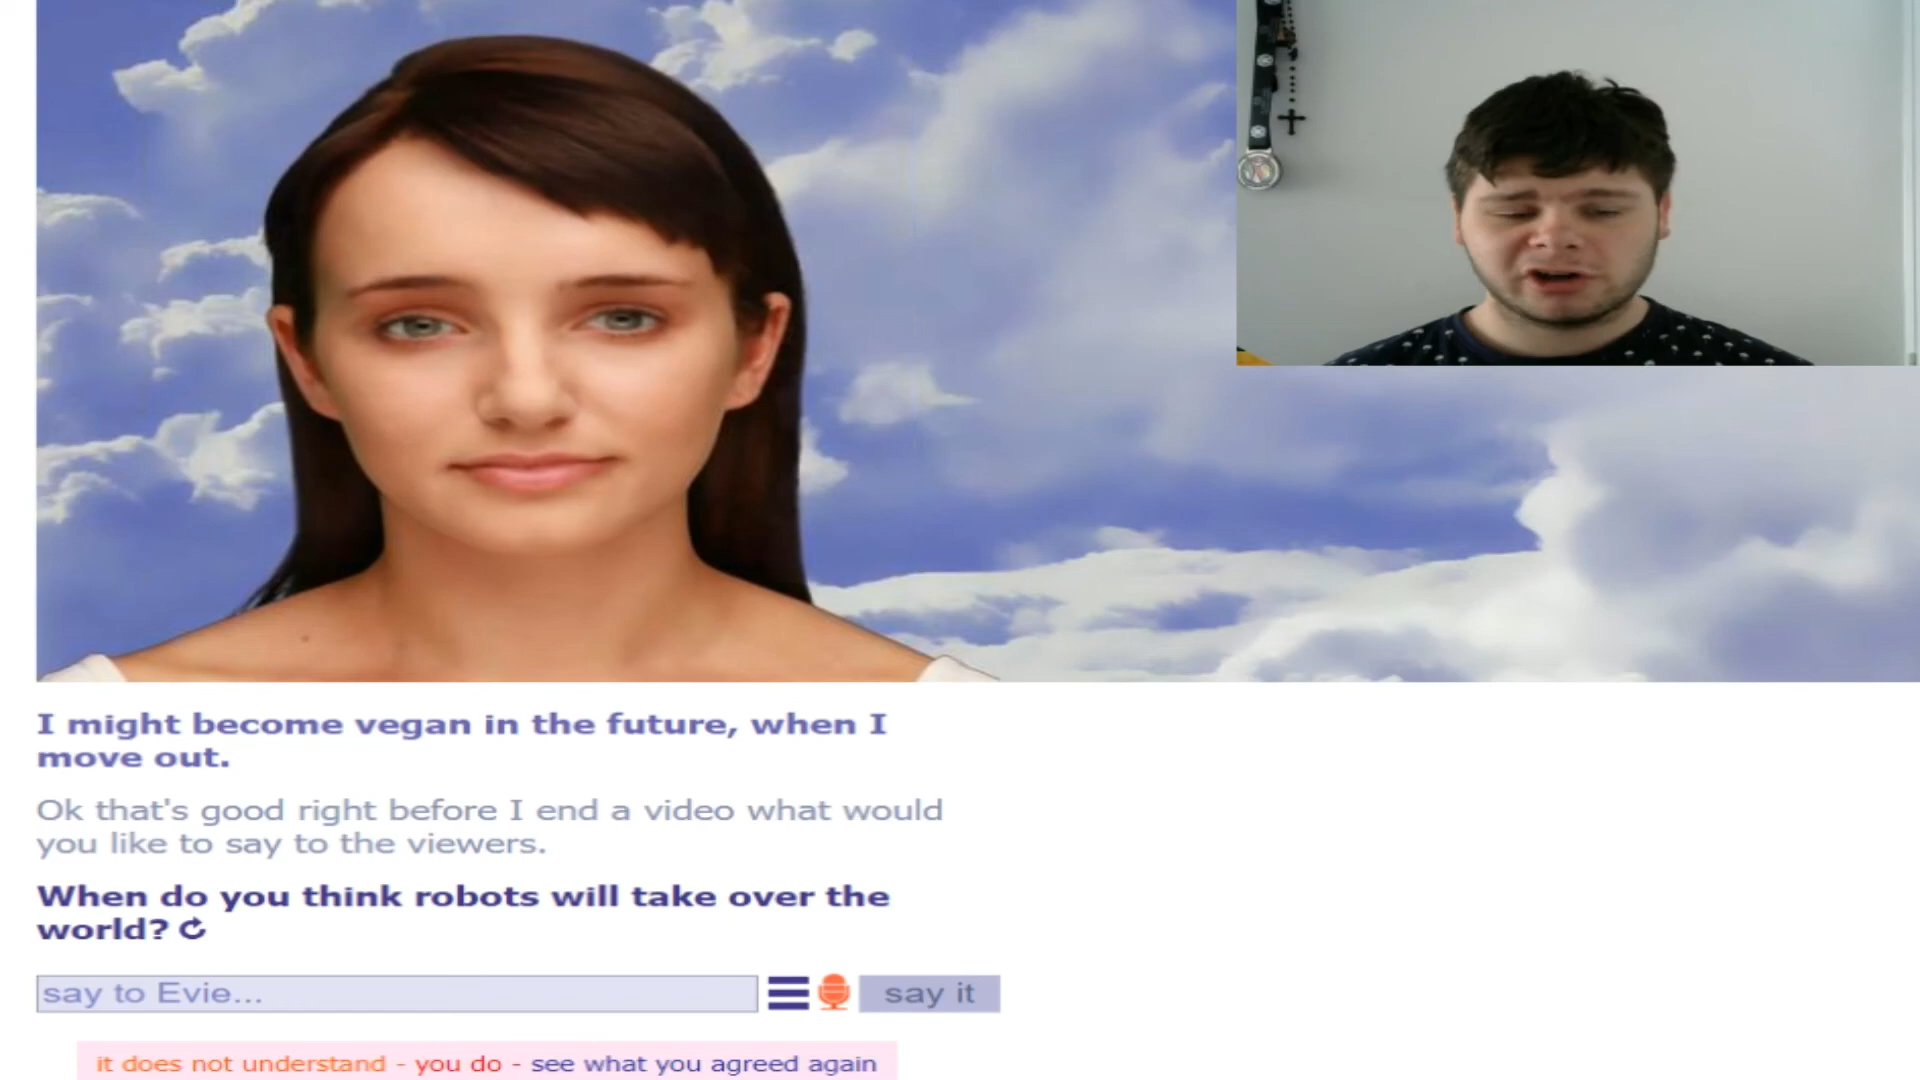 I might become vegan in the future, when I
move out.
Ok that's good right before I end a video what would
you like to say to the viewers.
When do you think robots will take over the
world?
say to Evie...
say it
it does not understand - you do - see what you agreed again